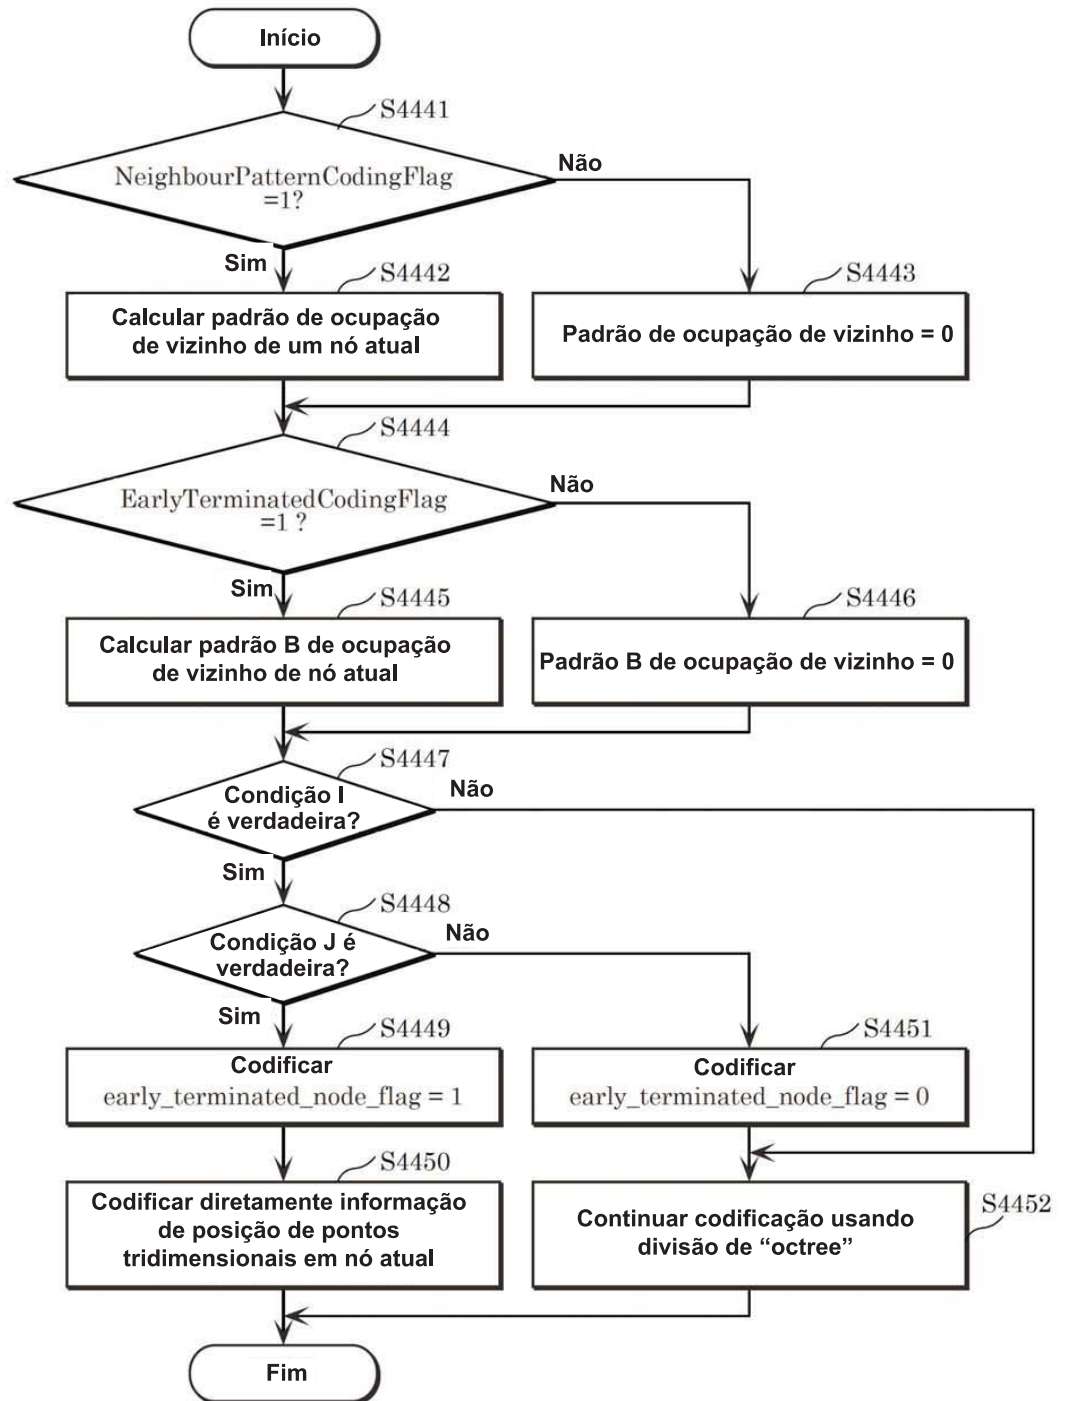 Início
S4441
NeighbourPatternCodingFlag
=1?
Não
Sim
S4442
Calcular padrão de ocupação
de vizinho de um nó atual
S4443
Padrão de ocupação de vizinho = 0
S4444
EarlyTerminatedCodingFlag
=1 ?
Não
Sim
S4445
Calcular padrão B de ocupação
de vizinho de nó atual
S4446
Padrão B de ocupação de vizinho = 0
S4447
Condição I
é verdadeira?
Não
Sim
S4448
Condição J é
verdadeira?
Não
Sim
S4449
Codificar
early_terminated_node_flag = 1
S4451
Codificar
early_terminated_node_flag = 0
S4450
Codificar diretamente informação
de posição de pontos
tridimensionais em nó atual
S4452
Continuar codificação usando
divisão de “octree”
Fim